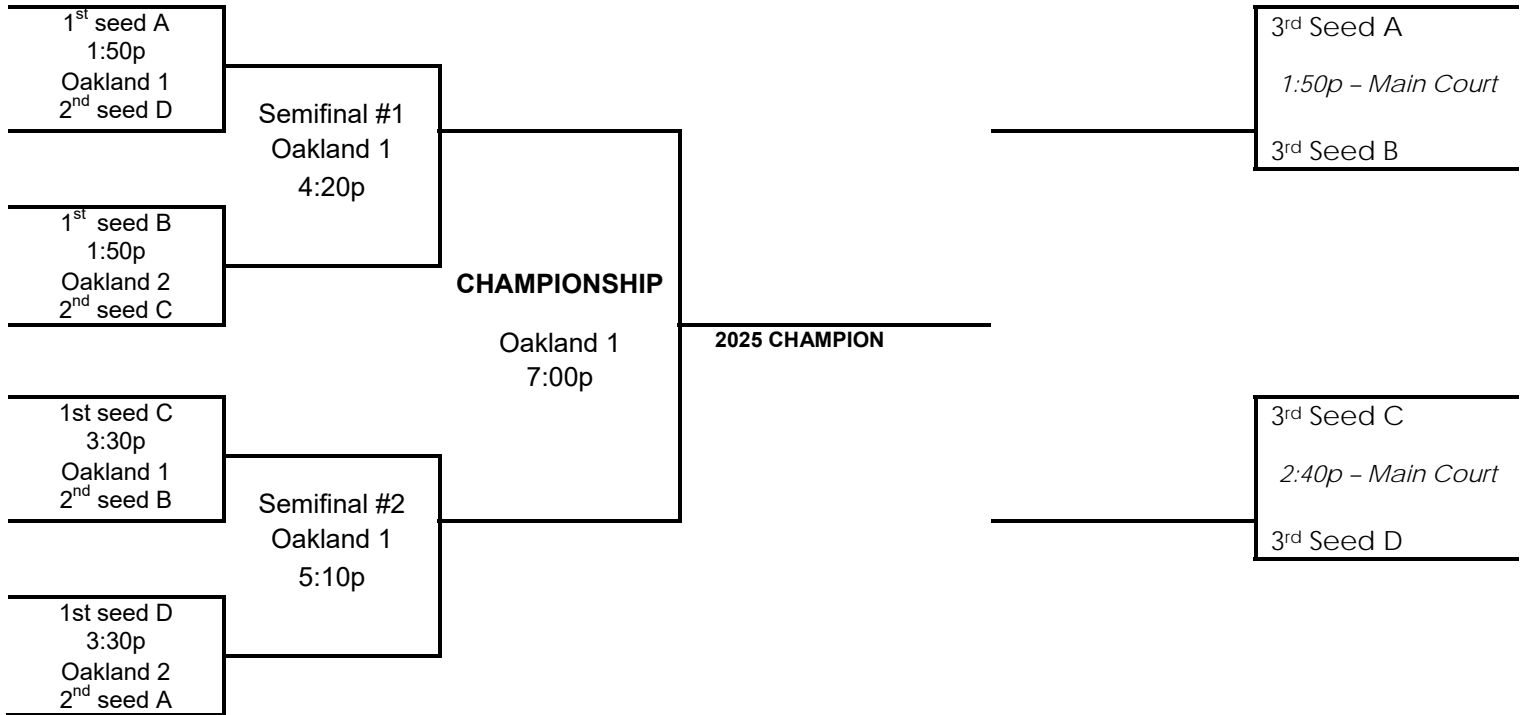 1st seed A
1:50p
Oakland 1
2nd seed D
Semifinal #1
Oakland 1
4:20p
1st seed B
1:50p
Oakland 2
2nd seed C
CHAMPIONSHIP
Oakland 1
7:00p
2025 CHAMPION
1st seed C
3:30p
Oakland 1
2nd seed B
Semifinal #2
Oakland 1
5:10p
1st seed D
3:30p
Oakland 2
2nd seed A
3rd Seed A
1:50p – Main Court
3rd Seed B
3rd Seed C
2:40p – Main Court
3rd Seed D